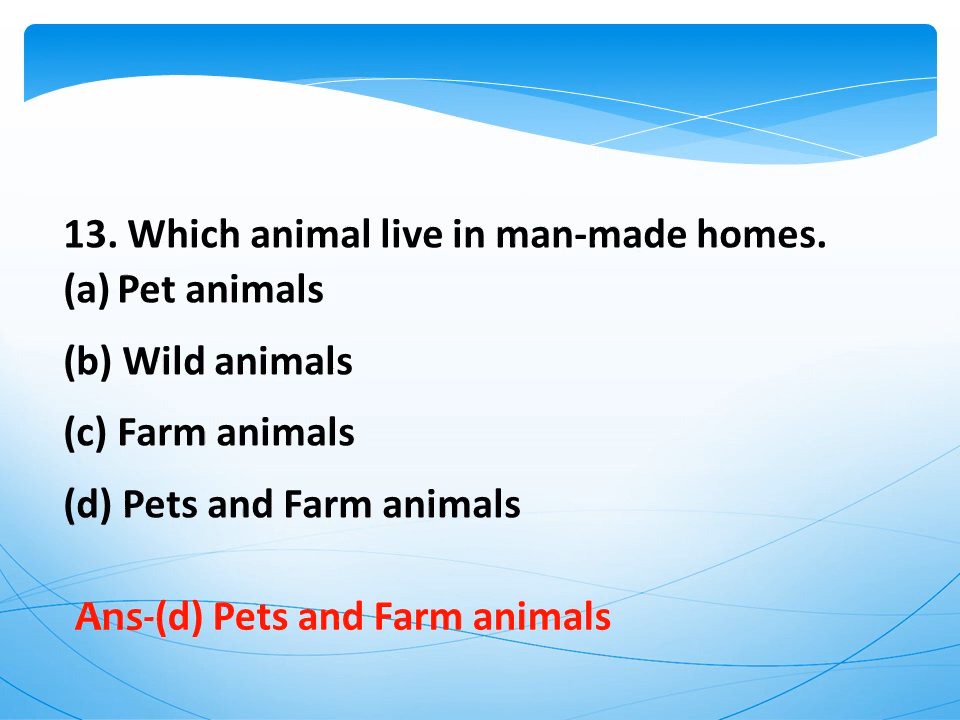 13. Which animal live in man-made homes.
(a) Pet animals
(b) Wild animals
(c) Farm animals
(d) Pets and Farm animals
Ans-(d) Pets and Farm animals